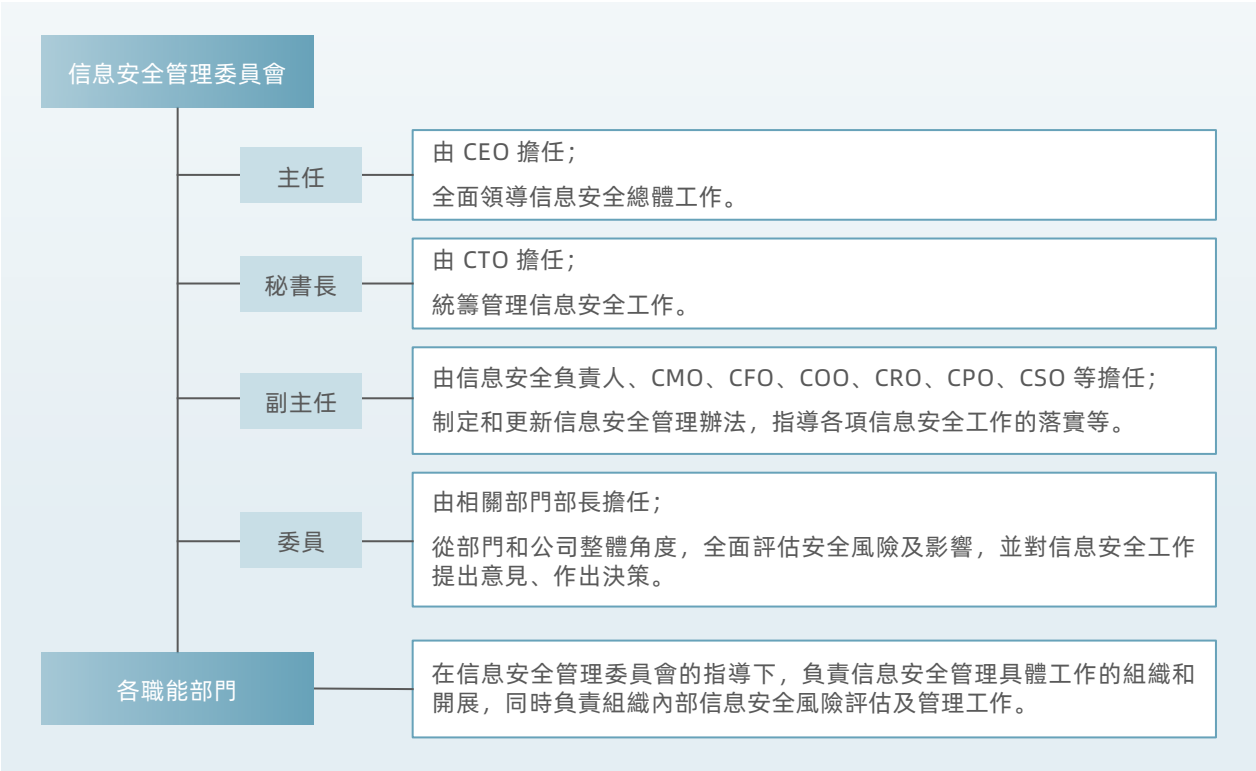 信息安全管理委員會
主任
由 CEO 擔任；
全面領導信息安全總體工作。
秘書長
由 CTO 擔任；
統籌管理信息安全工作。
副主任
由信息安全負責人、CMO、CFO、COO、CRO、CPO、CSO 等擔任；
制定和更新信息安全管理辦法，指導各項信息安全工作的落實等。
委員
由相關部門部長擔任；
從部門和公司整體角度，全面評估安全風險及影響，並對信息安全工作
提出意見、作出決策。
各職能部門
在信息安全管理委員會的指導下，負責信息安全管理具體工作的組織和
開展，同時負責組織內部信息安全風險評估及管理工作。